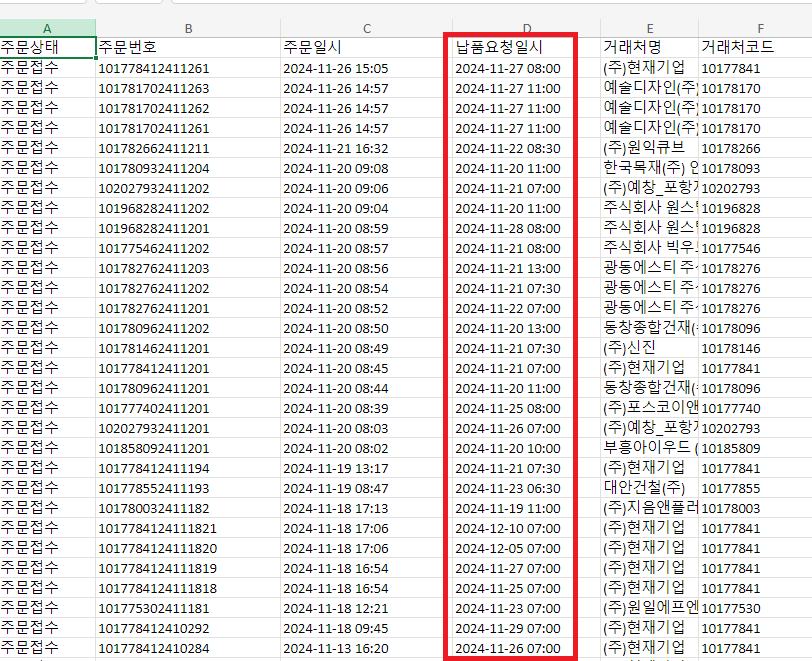 A B C D E F
주문상태 주문번호 주문일시 납품요청일시 거래처명 거래처코드
주문접수 101778412411261 2024-11-26 15:05 2024-11-27 08:00 (주)현재기업 10177841
주문접수 101781702411263 2024-11-26 14:57 2024-11-27 11:00 예술디자인(주) 10178170
주문접수 101781702411262 2024-11-26 14:57 2024-11-27 11:00 예술디자인(주) 10178170
주문접수 101781702411261 2024-11-26 14:57 2024-11-27 11:00 예술디자인(주) 10178170
주문접수 101782662411211 2024-11-21 16:32 2024-11-22 08:30 (주)원익큐브 10178266
주문접수 101780932411204 2024-11-20 09:08 2024-11-20 11:00 한국목재(주) 10178093
주문접수 102027932411202 2024-11-20 09:06 2024-11-21 07:00 (주)예창_포항 10202793
주문접수 101968282411202 2024-11-20 09:04 2024-11-20 11:00 주식회사 원스 10196828
주문접수 101968282411201 2024-11-20 08:59 2024-11-28 08:00 주식회사 원스 10196828
주문접수 101775462411202 2024-11-20 08:57 2024-11-21 08:00 주식회사 빅우 10177546
주문접수 101782762411203 2024-11-20 08:56 2024-11-21 13:00 광동에스티 주 10178276
주문접수 101782762411202 2024-11-20 08:54 2024-11-21 07:30 광동에스티 주 10178276
주문접수 101782762411201 2024-11-20 08:52 2024-11-22 07:00 광동에스티 주 10178276
주문접수 101780962411202 2024-11-20 08:50 2024-11-20 13:00 동창종합건재( 10178096
주문접수 101781462411201 2024-11-20 08:49 2024-11-21 07:30 (주)신진 10178146
주문접수 101778412411201 2024-11-20 08:45 2024-11-21 07:00 (주)현재기업 10177841
주문접수 101780962411201 2024-11-20 08:44 2024-11-20 11:00 동창종합건재( 10178096
주문접수 101777402411201 2024-11-20 08:39 2024-11-25 08:00 (주)포스코이앤 10177740
주문접수 102027932411201 2024-11-20 08:03 2024-11-26 07:00 (주)예창_포항 10202793
주문접수 101858092411201 2024-11-20 08:02 2024-11-20 10:00 부흥아이우드 ( 10185809
주문접수 101778412411194 2024-11-19 13:17 2024-11-21 07:30 (주)현재기업 10177841
주문접수 101778552411193 2024-11-19 08:47 2024-11-23 06:30 대안건철(주) 10177855
주문접수 101780032411182 2024-11-18 17:13 2024-11-19 11:00 (주)지음앤플러 10178003
주문접수 1017784124111821 2024-11-18 17:06 2024-12-10 07:00 (주)현재기업 10177841
주문접수 1017784124111820 2024-11-18 17:06 2024-12-05 07:00 (주)현재기업 10177841
주문접수 1017784124111819 2024-11-18 16:54 2024-11-27 07:00 (주)현재기업 10177841
주문접수 1017784124111818 2024-11-18 16:54 2024-11-25 07:00 (주)현재기업 10177841
주문접수 101775302411181 2024-11-18 12:21 2024-11-23 07:00 (주)원일에프엔 10177530
주문접수 101778412410292 2024-11-18 09:45 2024-11-29 07:00 (주)현재기업 10177841
주문접수 101778412410284 2024-11-13 16:20 2024-11-26 07:00 (주)현재기업 10177841